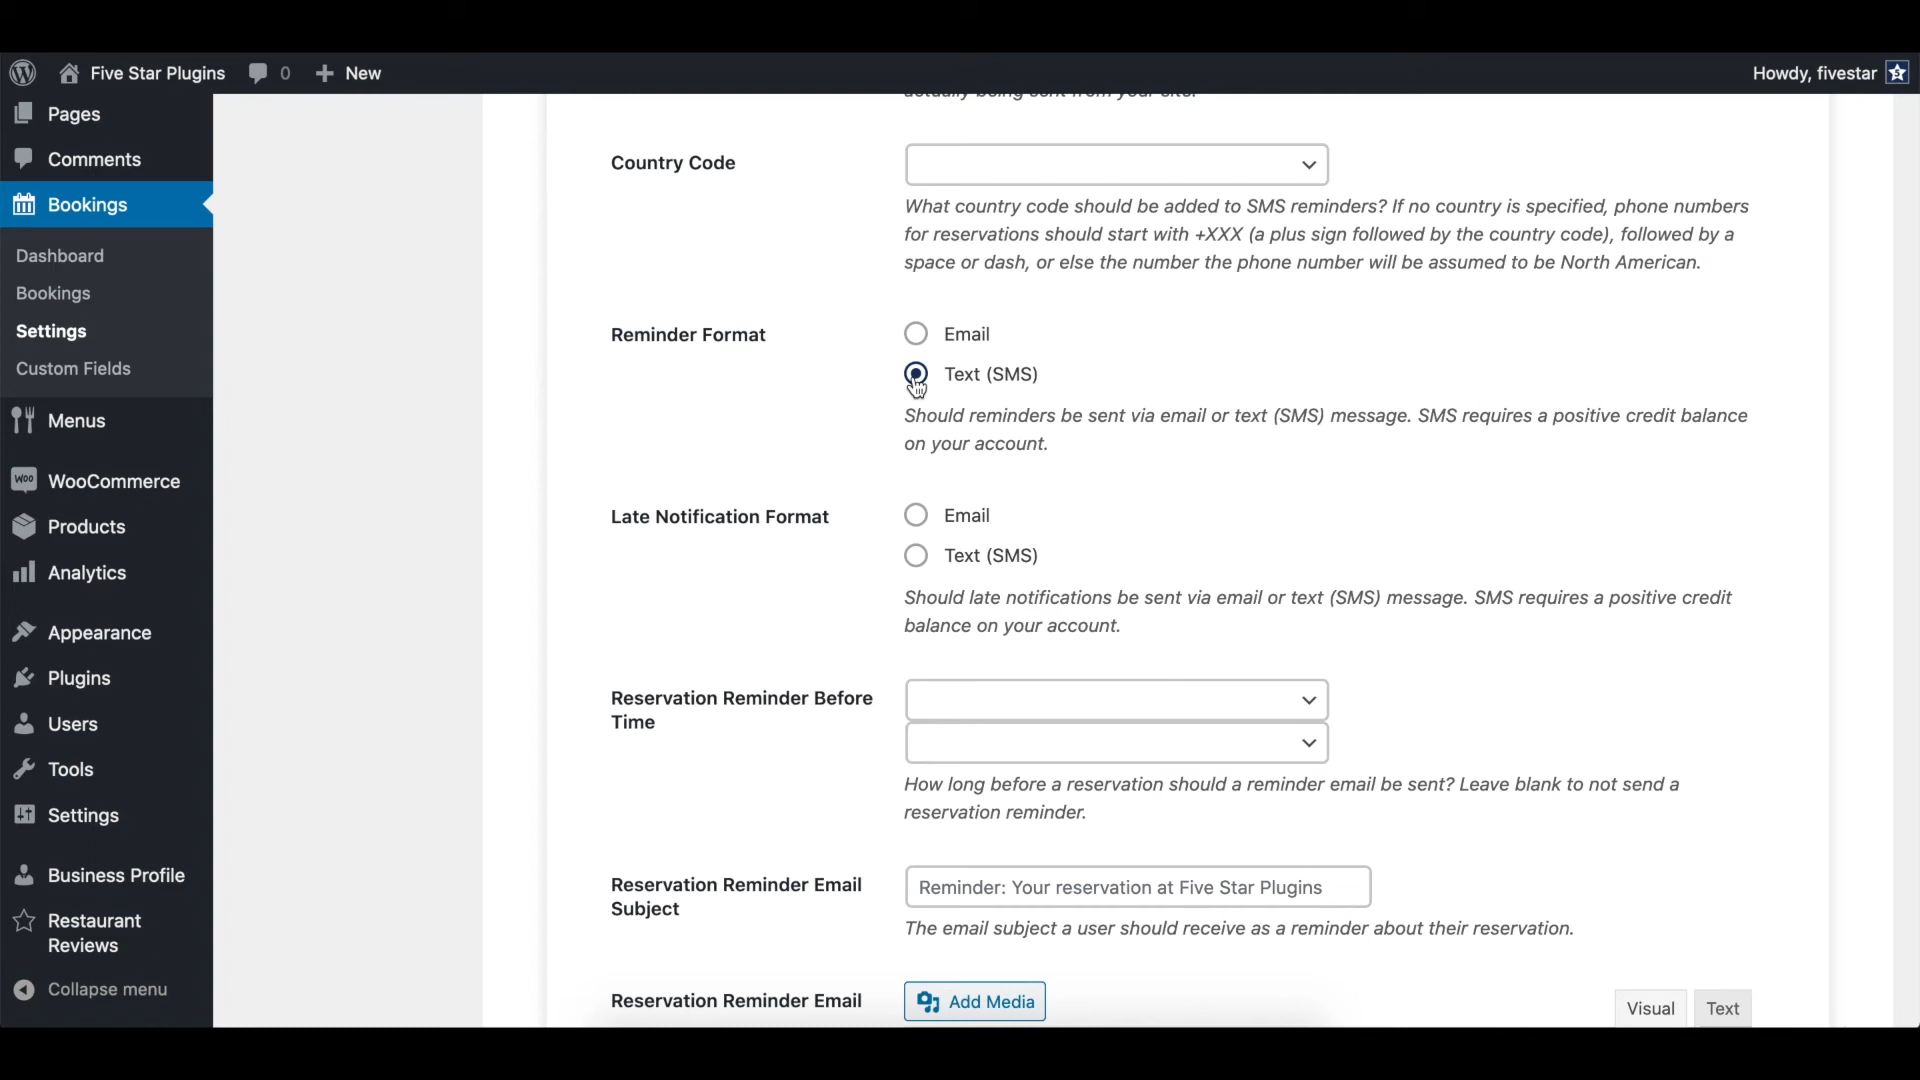 Five Star Plugins 0 New Howdy, fivestar
Pages
Comments
Bookings
Dashboard
Bookings
Settings
Custom Fields
Menus
WooCommerce
Products
Analytics
Appearance
Plugins
Users
Tools
Settings
Business Profile
Restaurant
Reviews
Collapse menu
actually being sent from your site.
Country Code
What country code should be added to SMS reminders? If no country is specified, phone numbers
for reservations should start with +XXX (a plus sign followed by the country code), followed by a
space or dash, or else the number the phone number will be assumed to be North American.
Reminder Format
Email
Text (SMS)
Should reminders be sent via email or text (SMS) message. SMS requires a positive credit balance
on your account.
Late Notification Format
Email
Text (SMS)
Should late notifications be sent via email or text (SMS) message. SMS requires a positive credit
balance on your account.
Reservation Reminder Before
Time
How long before a reservation should a reminder email be sent? Leave blank to not send a
reservation reminder.
Reservation Reminder Email
Subject
Reminder: Your reservation at Five Star Plugins
The email subject a user should receive as a reminder about their reservation.
Reservation Reminder Email
Add Media
Visual Text